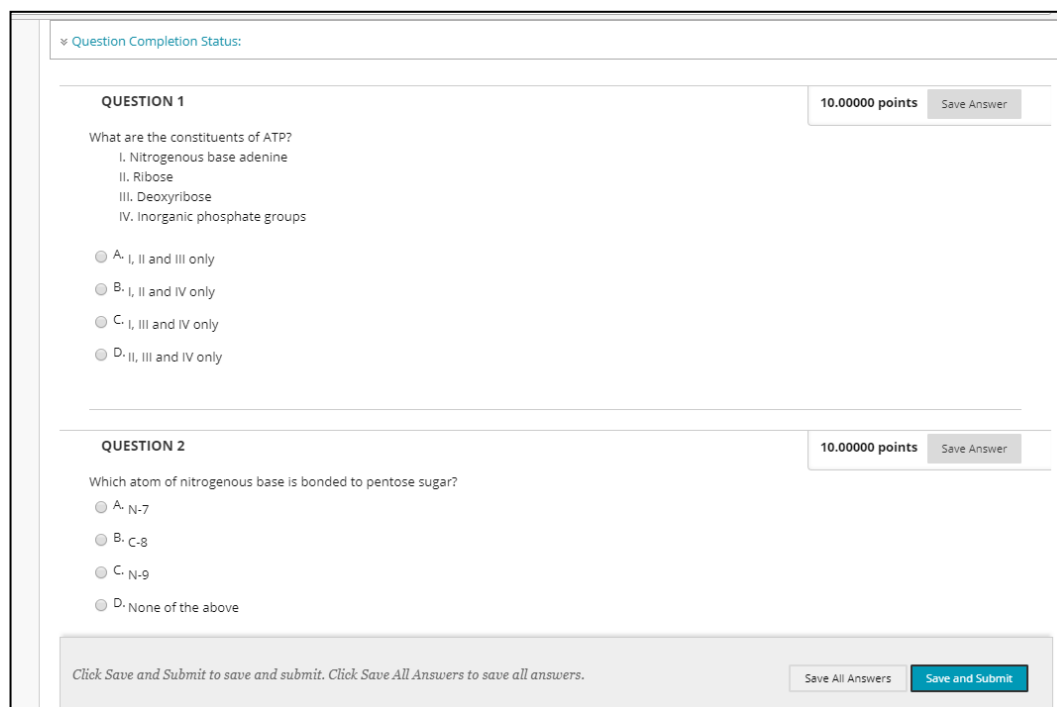 Question Completion Status:
QUESTION 1
10.00000 points
Save Answer
What are the constituents of ATP?
I. Nitrogenous base adenine
II. Ribose
III. Deoxyribose
IV. Inorganic phosphate groups
A. I, II and III only
B. I, II and IV only
C. I, III and IV only
D. II, III and IV only
QUESTION 2
10.00000 points
Save Answer
Which atom of nitrogenous base is bonded to pentose sugar?
A. N-7
B. C-8
C. N-9
D. None of the above
Click Save and Submit to save and submit. Click Save All Answers to save all answers.
Save All Answers
Save and Submit